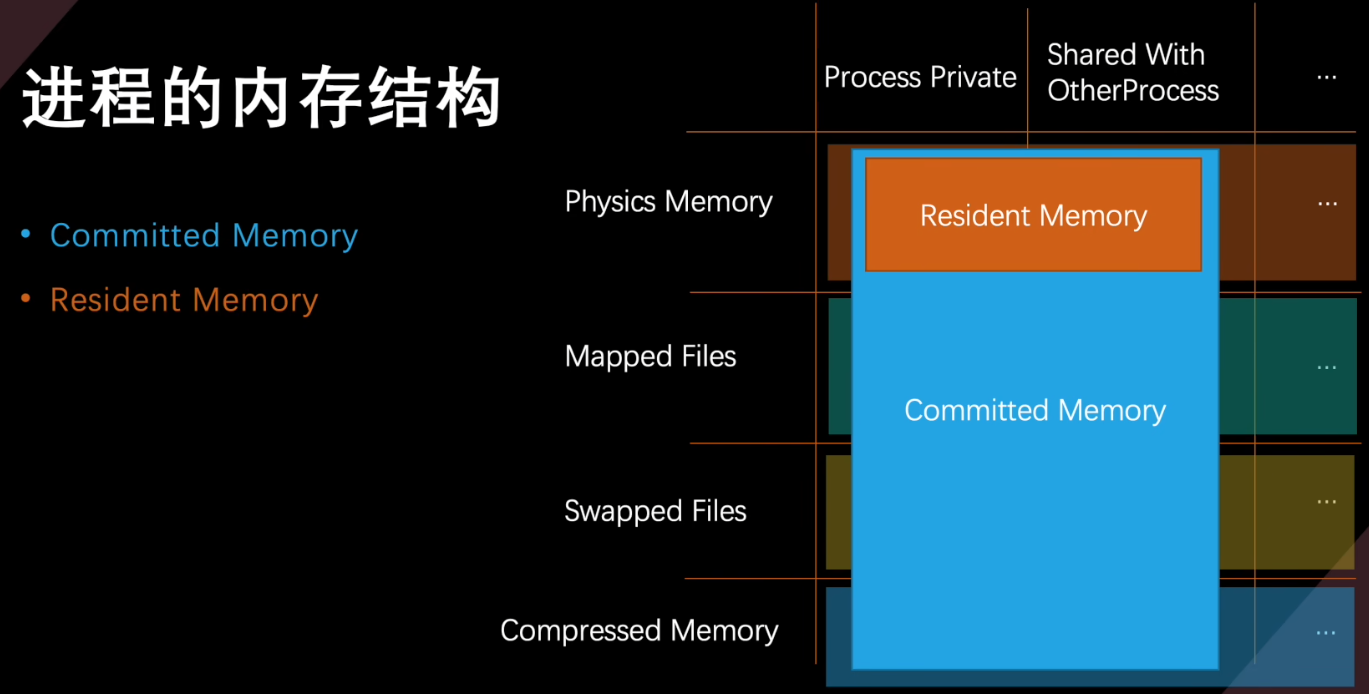 进程的内存结构
• Committed Memory
• Resident Memory
Process Private
Shared With
OtherProcess
...
Physics Memory
Resident Memory
...
Mapped Files
...
Committed Memory
Swapped Files
...
Compressed Memory
...